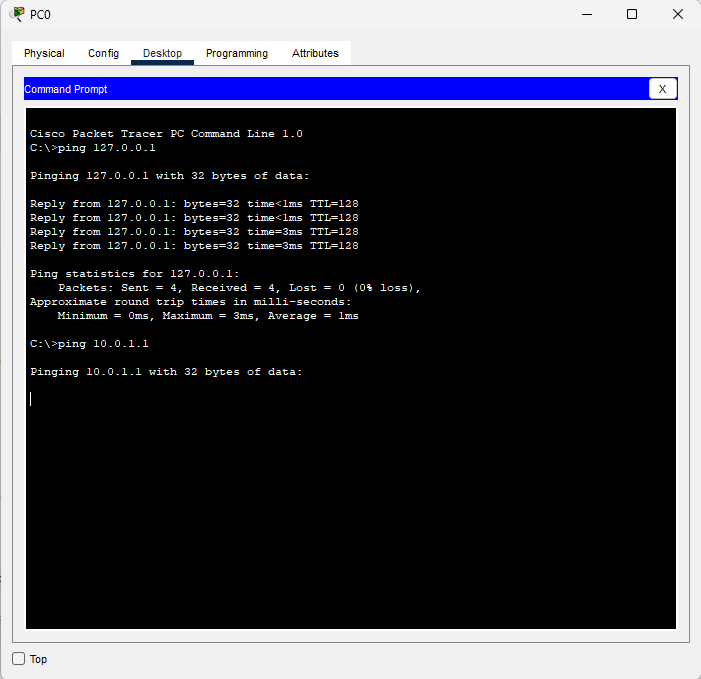 PC0
Physical Config Desktop Programming Attributes
Command Prompt X
Cisco Packet Tracer PC Command Line 1.0
C:\>ping 127.0.0.1
Pinging 127.0.0.1 with 32 bytes of data:
Reply from 127.0.0.1: bytes=32 time<1ms TTL=128
Reply from 127.0.0.1: bytes=32 time<1ms TTL=128
Reply from 127.0.0.1: bytes=32 time=3ms TTL=128
Reply from 127.0.0.1: bytes=32 time=3ms TTL=128
Ping statistics for 127.0.0.1:
Packets: Sent = 4, Received = 4, Lost = 0 (0% loss),
Approximate round trip times in milli-seconds:
Minimum = 0ms, Maximum = 3ms, Average = 1ms
C:\>ping 10.0.1.1
Pinging 10.0.1.1 with 32 bytes of data:
Top